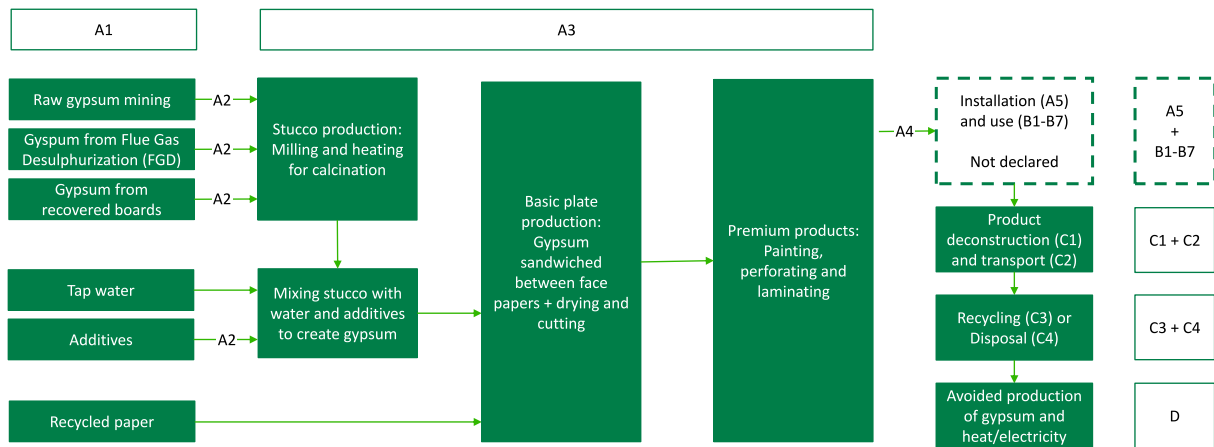 A1
A3
Raw gypsum mining
A2
Gyspum from Flue Gas
Desulphurization (FGD)
A2
Gypsum from
recovered boards
A2
Stucco production:
Milling and heating
for calcination
Tap water
Additives
A2
Mixing stucco with
water and additives
to create gypsum
Recycled paper
Basic plate
production:
Gypsum
sandwiched
between face
papers + drying and
cutting
Premium products:
Painting,
perforating and
laminating
A4
Installation (A5)
and use (B1-B7)
Not declared
A5
+
B1-B7
Product
deconstruction (C1)
and transport (C2)
C1 + C2
Recycling (C3) or
Disposal (C4)
C3 + C4
Avoided production
of gypsum and
heat/electricity
D